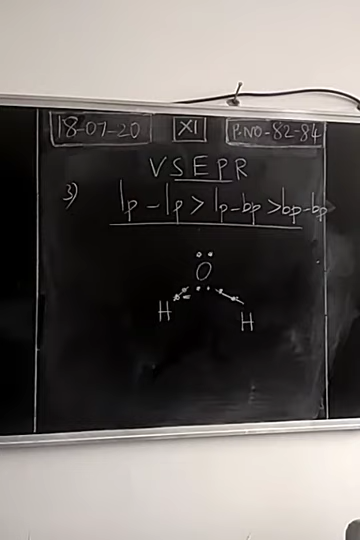 18-07-20 XI P.NO-82-84
VSEPR
3) lp-lp > lp-bp > bp-bp
O
H H